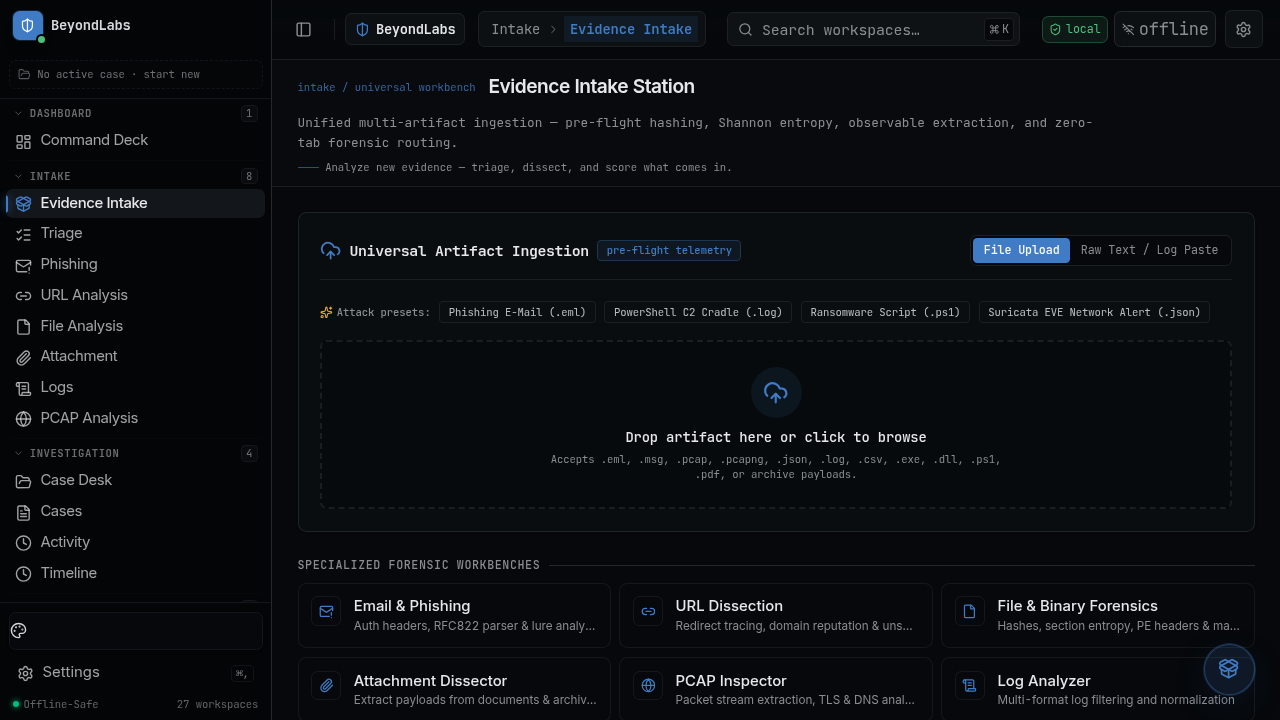 BeyondLabs
No active case · start new
DASHBOARD 1
Command Deck
INTAKE 8
Evidence Intake
Triage
Phishing
URL Analysis
File Analysis
Attachment
Logs
PCAP Analysis
INVESTIGATION 4
Case Desk
Cases
Activity
Timeline
Settings ⌘,
Offline-Safe 27 workspaces
BeyondLabs Intake › Evidence Intake Search workspaces… ⌘K local offline
intake / universal workbench Evidence Intake Station
Unified multi-artifact ingestion — pre-flight hashing, Shannon entropy, observable extraction, and zero-
tab forensic routing.
Analyze new evidence — triage, dissect, and score what comes in.
Universal Artifact Ingestion pre-flight telemetry File Upload Raw Text / Log Paste
Attack presets: Phishing E-Mail (.eml) PowerShell C2 Cradle (.log) Ransomware Script (.ps1) Suricata EVE Network Alert (.json)
Drop artifact here or click to browse
Accepts .eml, .msg, .pcap, .pcapng, .json, .log, .csv, .exe, .dll, .ps1,
.pdf, or archive payloads.
SPECIALIZED FORENSIC WORKBENCHES
Email & Phishing
Auth headers, RFC822 parser & lure analy…
URL Dissection
Redirect tracing, domain reputation & uns…
File & Binary Forensics
Hashes, section entropy, PE headers & ma…
Attachment Dissector
Extract payloads from documents & archiv…
PCAP Inspector
Packet stream extraction, TLS & DNS anal…
Log Analyzer
Multi-format log filtering and normalization